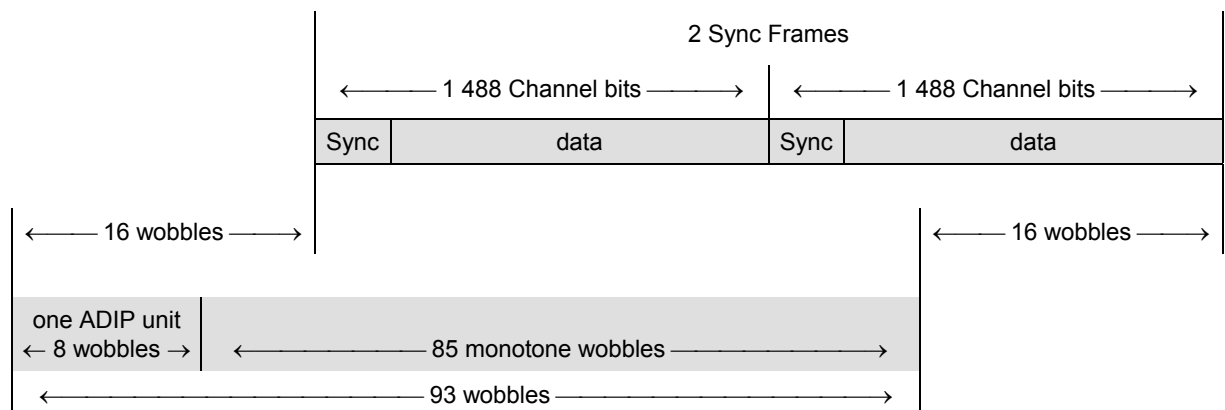 2 Sync Frames
← 1 488 Channel bits → ← 1 488 Channel bits →
Sync data Sync data
← 16 wobbles → ← 16 wobbles →
one ADIP unit
← 8 wobbles → ← 85 monotone wobbles →
← 93 wobbles →